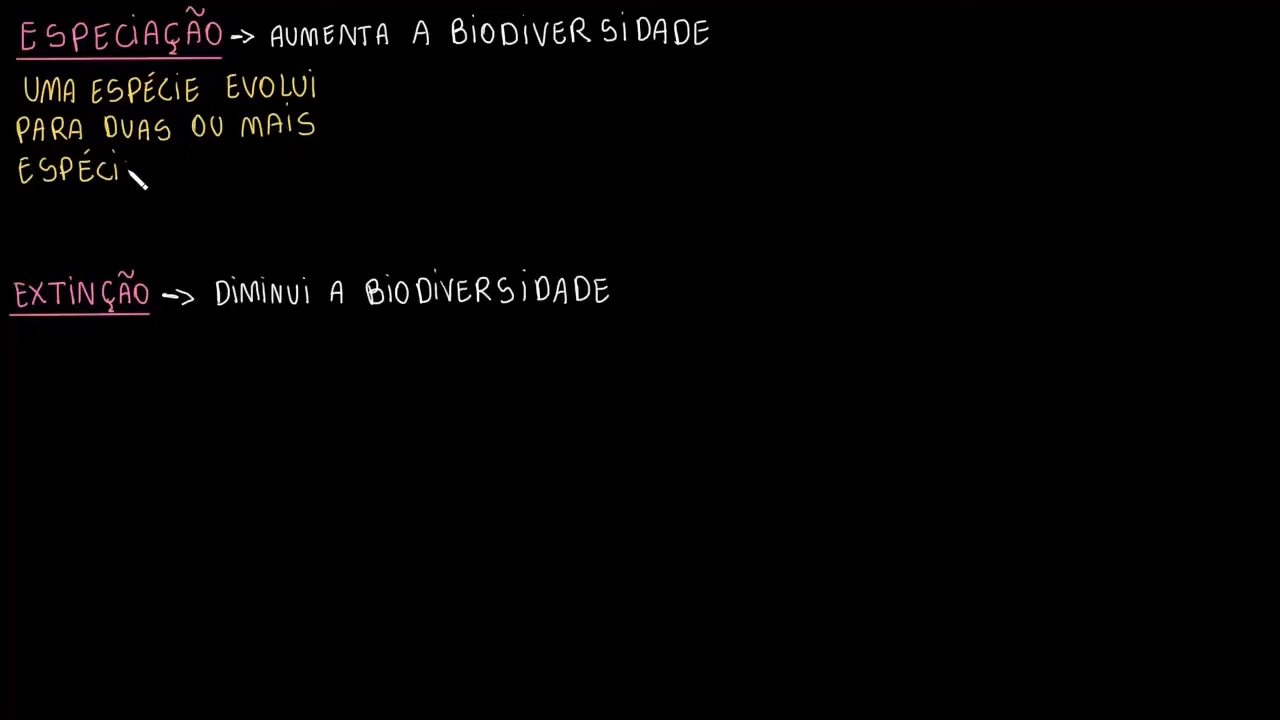 ESPECIAÇÃO -> AUMENTA A BIODIVERSIDADE
UMA ESPÉCIE EVOLUI
PARA DUAS OU MAIS
ESPÉCI
EXTINÇÃO -> DIMINUI A BIODIVERSIDADE